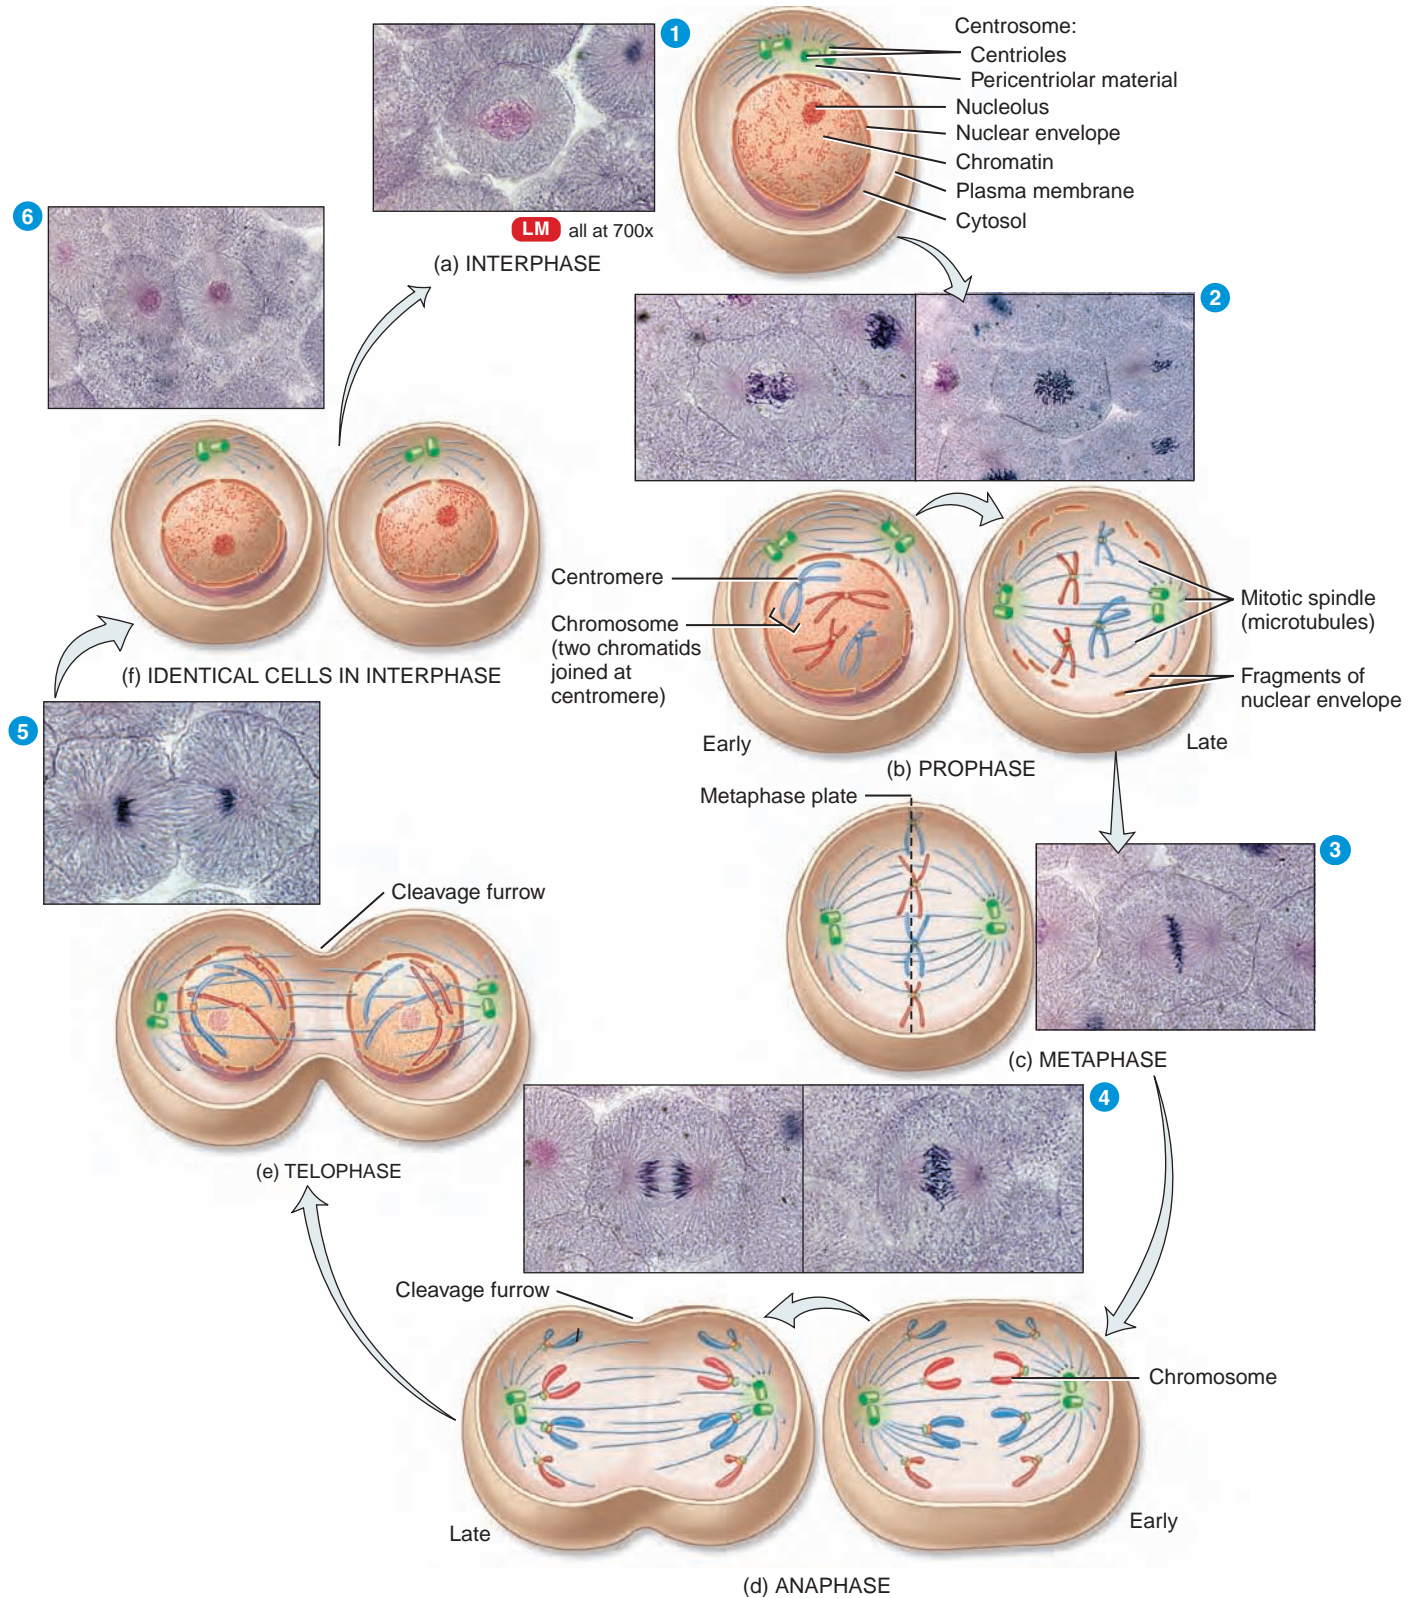 1
Centrosome:
Centrioles
Pericentriolar material
Nucleolus
Nuclear envelope
Chromatin
Plasma membrane
Cytosol
LM all at 700x
(a) INTERPHASE
2
Centromere
Chromosome
(two chromatids
joined at
centromere)
Mitotic spindle
(microtubules)
Fragments of
nuclear envelope
Early
Late
(b) PROPHASE
Metaphase plate
3
(c) METAPHASE
4
Cleavage furrow
Chromosome
Late
Early
(d) ANAPHASE
5
Cleavage furrow
(e) TELOPHASE
6
(f) IDENTICAL CELLS IN INTERPHASE